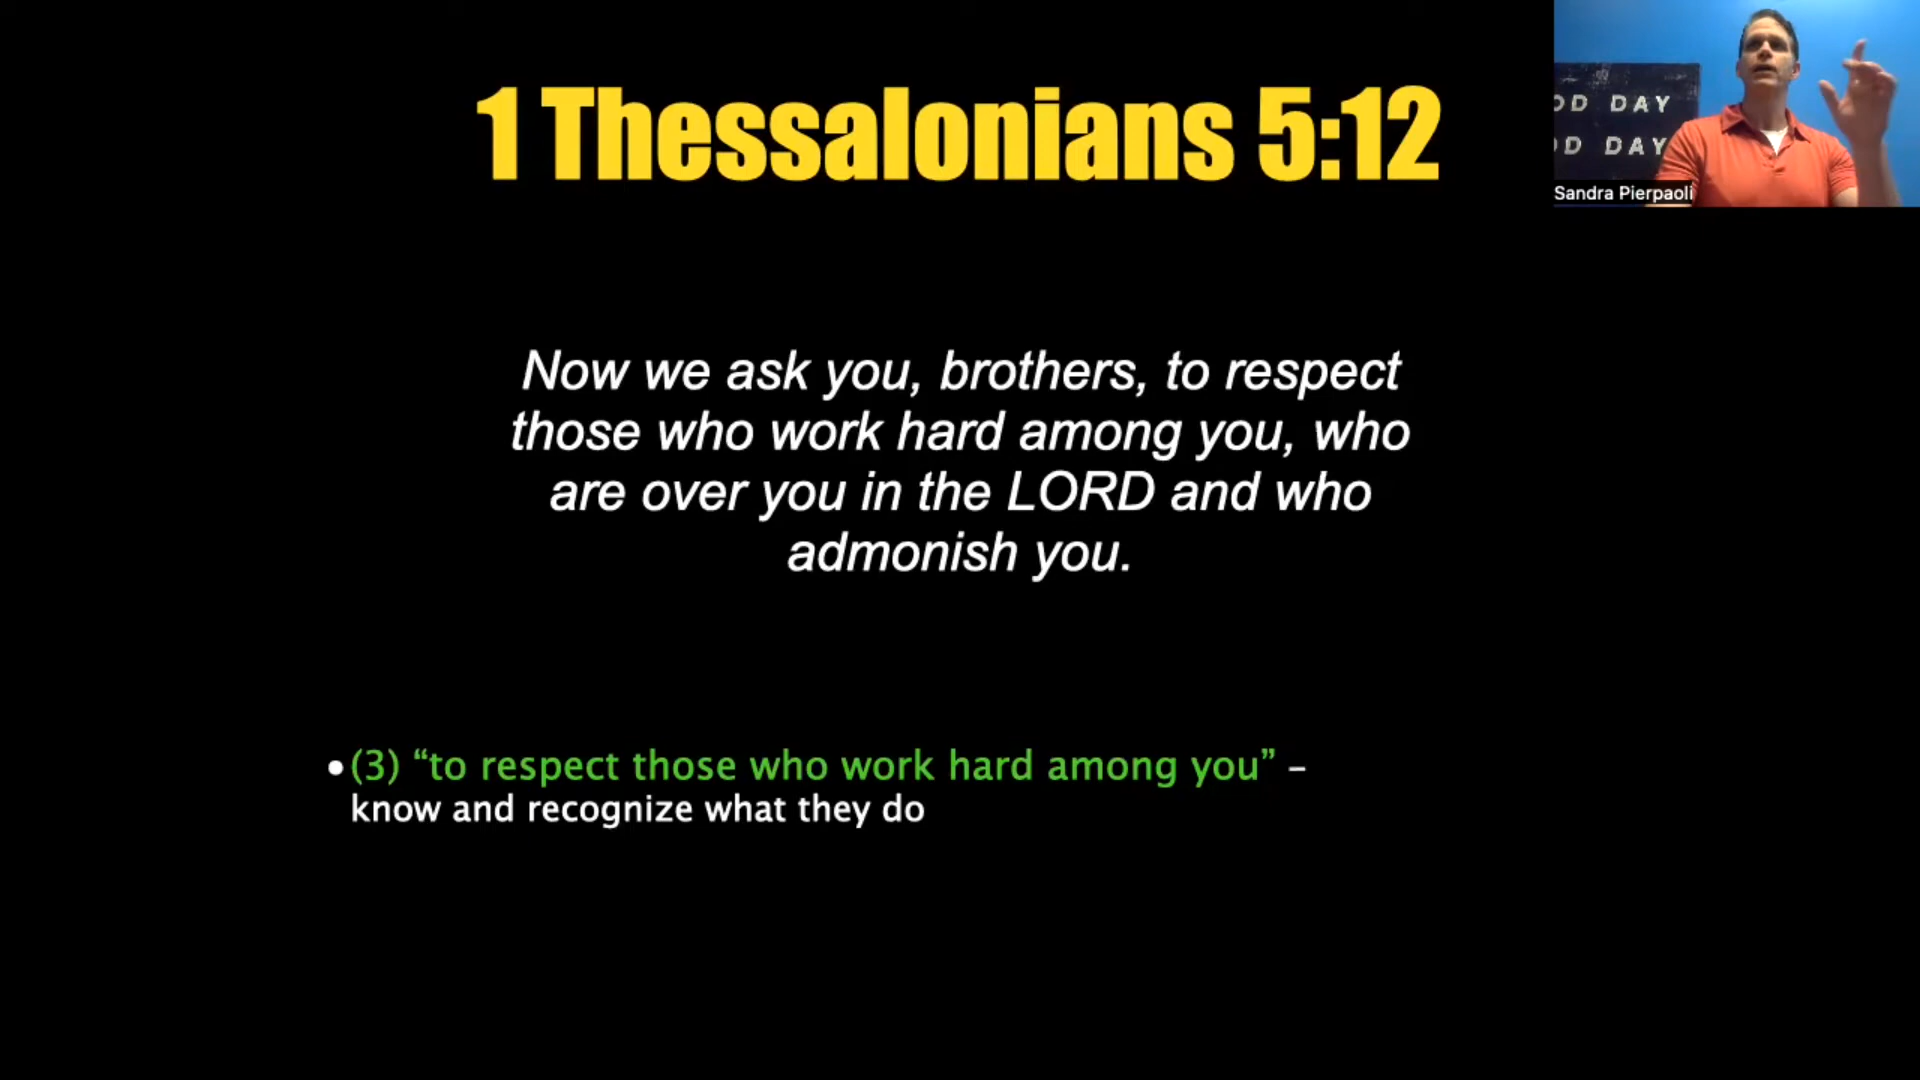 1 Thessalonians 5:12
Now we ask you, brothers, to respect
those who work hard among you, who
are over you in the LORD and who
admonish you.
• (3) “to respect those who work hard among you” –
know and recognize what they do
OD DAY
OD DAY
Sandra Pierpaoli